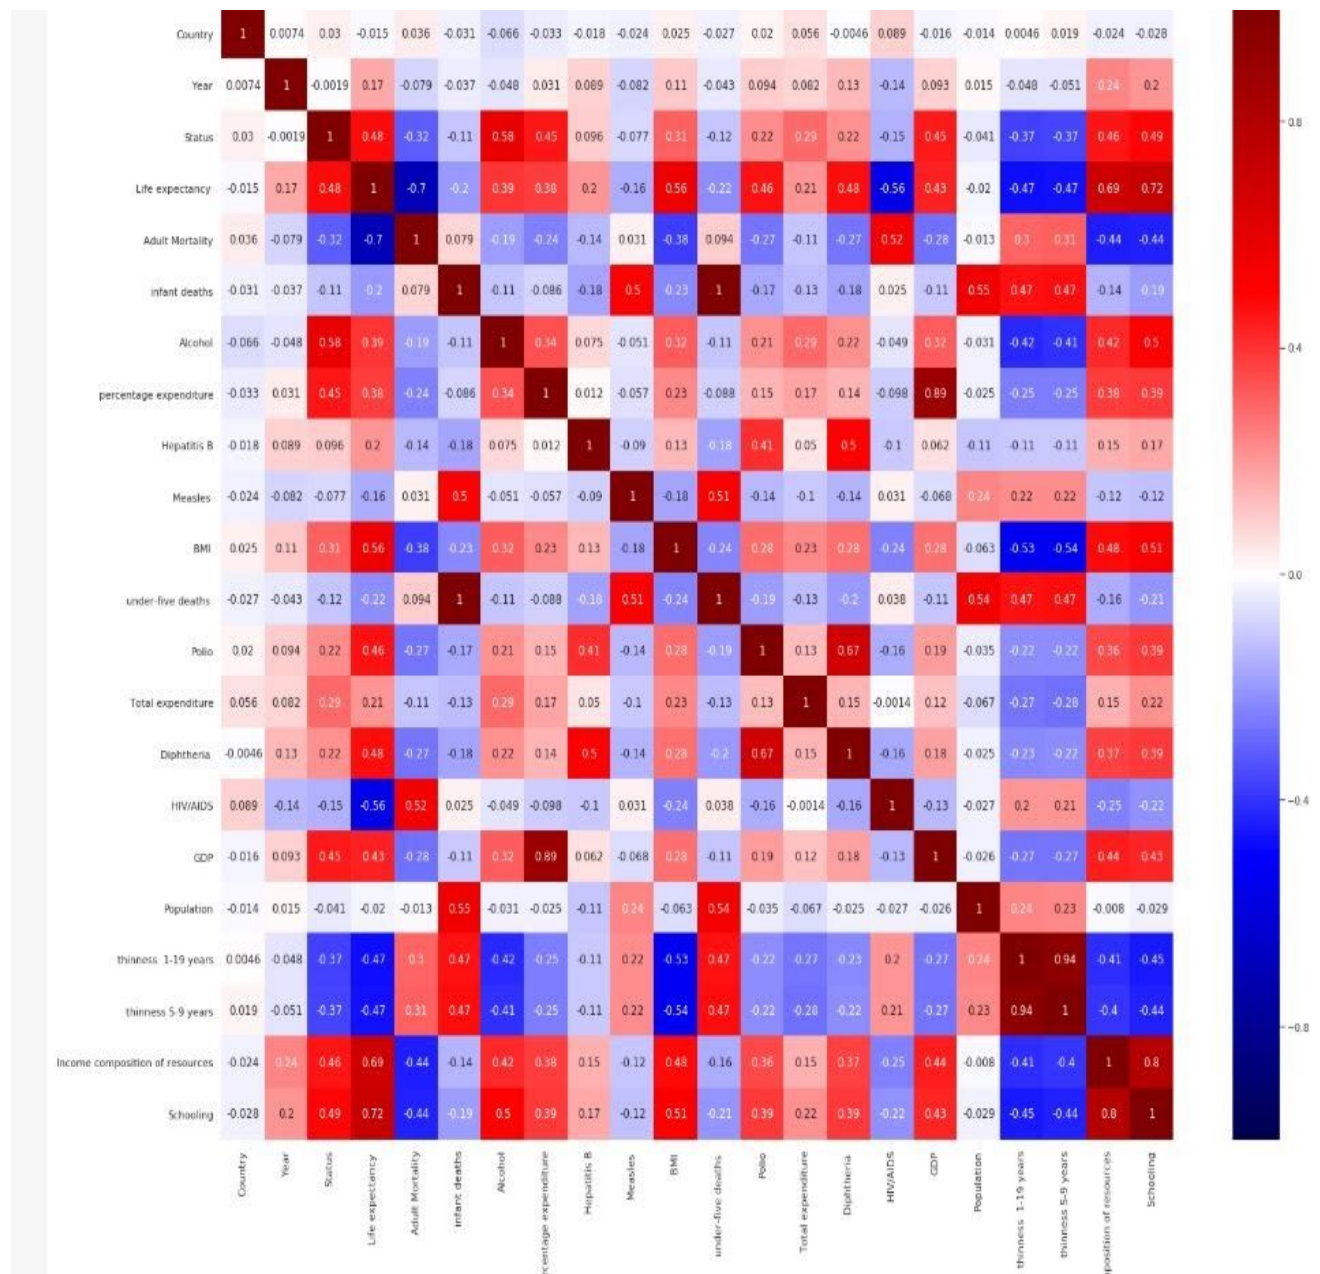 Country 1 0.0074 0.03 -0.015 0.036 -0.031 -0.066 -0.033 -0.018 -0.024 0.025 -0.027 0.02 0.056 -0.0046 0.089 -0.016 -0.014 0.0046 0.019 -0.024 -0.028
Year 0.0074 1 -0.0019 0.17 -0.079 -0.037 -0.048 0.031 0.089 -0.082 0.11 -0.043 0.094 0.082 0.13 -0.14 0.093 0.015 -0.048 -0.051 0.24 0.2
Status 0.03 -0.0019 1 0.48 -0.32 -0.11 0.58 0.45 0.096 -0.077 0.31 -0.12 0.22 0.29 0.22 -0.15 0.45 -0.041 -0.37 -0.37 0.46 0.49
Life expectancy -0.015 0.17 0.48 1 -0.7 -0.2 0.39 0.38 0.2 -0.16 0.56 -0.22 0.46 0.21 0.48 -0.56 0.43 -0.02 -0.47 -0.47 0.69 0.72
Adult Mortality 0.036 -0.079 -0.32 -0.7 1 0.079 -0.19 -0.24 -0.14 0.031 -0.38 0.094 -0.27 -0.11 -0.27 0.52 -0.28 -0.013 0.3 0.31 -0.44 -0.44
infant deaths -0.031 -0.037 -0.11 -0.2 0.079 1 -0.11 -0.086 -0.18 0.5 -0.23 1 -0.17 -0.13 -0.18 0.025 -0.11 0.55 0.47 0.47 -0.14 -0.19
Alcohol -0.066 -0.048 0.58 0.39 -0.19 -0.11 1 0.34 0.075 -0.051 0.32 -0.11 0.21 0.29 0.22 -0.049 0.32 -0.031 -0.42 -0.41 0.42 0.5
percentage expenditure -0.033 0.031 0.45 0.38 -0.24 -0.086 0.34 1 0.012 -0.057 0.23 -0.088 0.15 0.17 0.14 -0.098 0.89 -0.025 -0.25 -0.25 0.38 0.39
Hepatitis B -0.018 0.089 0.096 0.2 -0.14 -0.18 0.075 0.012 1 -0.09 0.13 -0.18 0.41 0.05 0.5 -0.1 0.062 -0.11 -0.11 -0.11 0.15 0.17
Measles -0.024 -0.082 -0.077 -0.16 0.031 0.5 -0.051 -0.057 -0.09 1 -0.18 0.51 -0.14 -0.1 -0.14 0.031 -0.068 0.24 0.22 0.22 -0.12 -0.12
BMI 0.025 0.11 0.31 0.56 -0.38 -0.23 0.32 0.23 0.13 -0.18 1 -0.24 0.28 0.23 0.28 -0.24 0.28 -0.063 -0.53 -0.54 0.48 0.51
under-five deaths -0.027 -0.043 -0.12 -0.22 0.094 1 -0.11 -0.088 -0.18 0.51 -0.24 1 -0.19 -0.13 -0.2 0.038 -0.11 0.54 0.47 0.47 -0.16 -0.21
Polio 0.02 0.094 0.22 0.46 -0.27 -0.17 0.21 0.15 0.41 -0.14 0.28 -0.19 1 0.13 0.67 -0.16 0.19 -0.035 -0.22 -0.22 0.36 0.39
Total expenditure 0.056 0.082 0.29 0.21 -0.11 -0.13 0.29 0.17 0.05 -0.1 0.23 -0.13 0.13 1 0.15 -0.0014 0.12 -0.067 -0.27 -0.28 0.15 0.22
Diphtheria -0.0046 0.13 0.22 0.48 -0.27 -0.18 0.22 0.14 0.5 -0.14 0.28 -0.2 0.67 0.15 1 -0.16 0.18 -0.025 -0.23 -0.22 0.37 0.39
HIV/AIDS 0.089 -0.14 -0.15 -0.56 0.52 0.025 -0.049 -0.098 -0.1 0.031 -0.24 0.038 -0.16 -0.0014 -0.16 1 -0.13 -0.027 0.2 0.21 -0.25 -0.22
GDP -0.016 0.093 0.45 0.43 -0.28 -0.11 0.32 0.89 0.062 -0.068 0.28 -0.11 0.19 0.12 0.18 -0.13 1 -0.026 -0.27 -0.27 0.44 0.43
Population -0.014 0.015 -0.041 -0.02 -0.013 0.55 -0.031 -0.025 -0.11 0.24 -0.063 0.54 -0.035 -0.067 -0.025 -0.027 -0.026 1 0.24 0.23 -0.008 -0.029
thinness 1-19 years 0.0046 -0.048 -0.37 -0.47 0.3 0.47 -0.42 -0.25 -0.11 0.22 -0.53 0.47 -0.22 -0.27 -0.23 0.2 -0.27 0.24 1 0.94 -0.41 -0.45
thinness 5-9 years 0.019 -0.051 -0.37 -0.47 0.31 0.47 -0.41 -0.25 -0.11 0.22 -0.54 0.47 -0.22 -0.28 -0.22 0.21 -0.27 0.23 0.94 1 -0.4 -0.44
Income composition of resources -0.024 0.24 0.46 0.69 -0.44 -0.14 0.42 0.38 0.15 -0.12 0.48 -0.16 0.36 0.15 0.37 -0.25 0.44 -0.008 -0.41 -0.4 1 0.8
Schooling -0.028 0.2 0.49 0.72 -0.44 -0.19 0.5 0.39 0.17 -0.12 0.51 -0.21 0.39 0.22 0.39 -0.22 0.43 -0.029 -0.45 -0.44 0.8 1
Country
Year
Status
Life expectancy
Adult Mortality
infant deaths
Alcohol
centage expenditure
Hepatitis B
Measles
BMI
under-five deaths
Polio
Total expenditure
Diphtheria
HIV/AIDS
GDP
Population
thinness 1-19 years
thinness 5-9 years
position of resources
Schooling
0.8
0.4
0.0
-0.4
-0.8